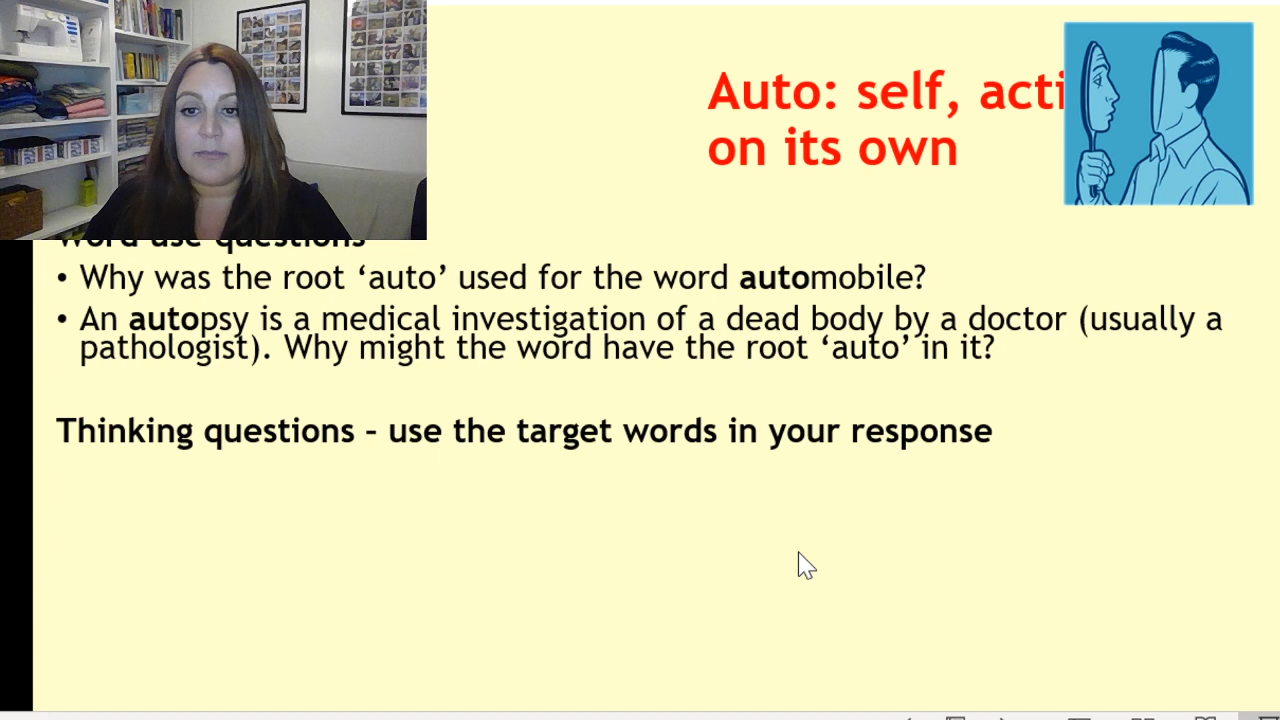 Auto: self, acti
on its own
Word use questions
• Why was the root ‘auto’ used for the word automobile?
• An autopsy is a medical investigation of a dead body by a doctor (usually a
pathologist). Why might the word have the root ‘auto’ in it?
Thinking questions – use the target words in your response